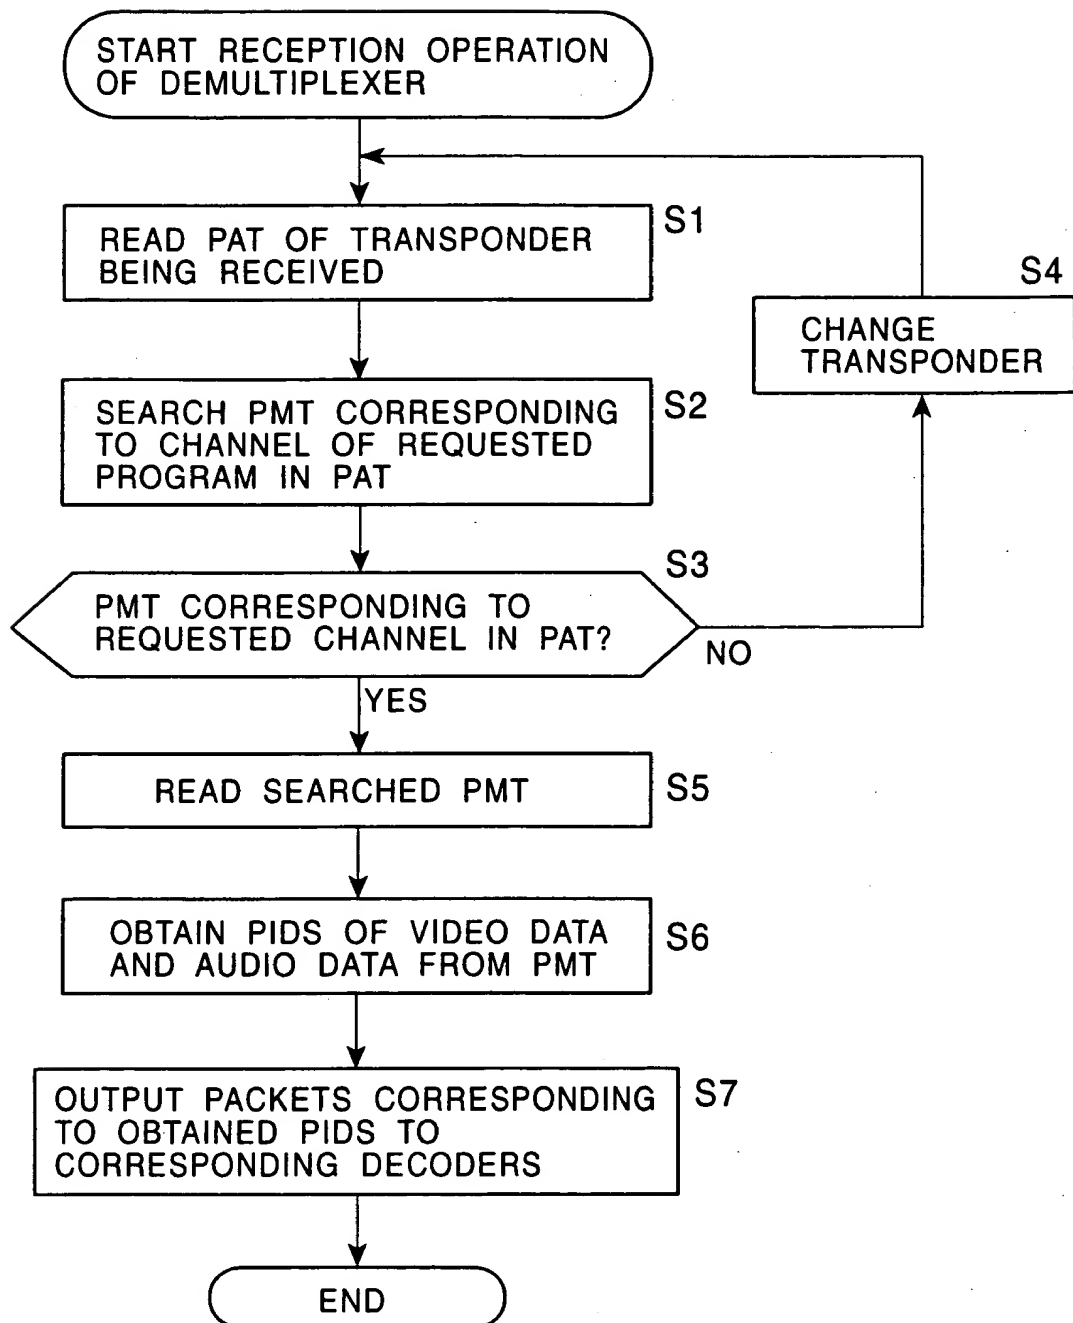 START RECEPTION OPERATION
OF DEMULTIPLEXER
S1
READ PAT OF TRANSPONDER
BEING RECEIVED
S4
CHANGE
TRANSPONDER
S2
SEARCH PMT CORRESPONDING
TO CHANNEL OF REQUESTED
PROGRAM IN PAT
S3
PMT CORRESPONDING TO
REQUESTED CHANNEL IN PAT?
NO
YES
READ SEARCHED PMT
S5
OBTAIN PIDS OF VIDEO DATA
AND AUDIO DATA FROM PMT
S6
OUTPUT PACKETS CORRESPONDING
TO OBTAINED PIDS TO
CORRESPONDING DECODERS
S7
END